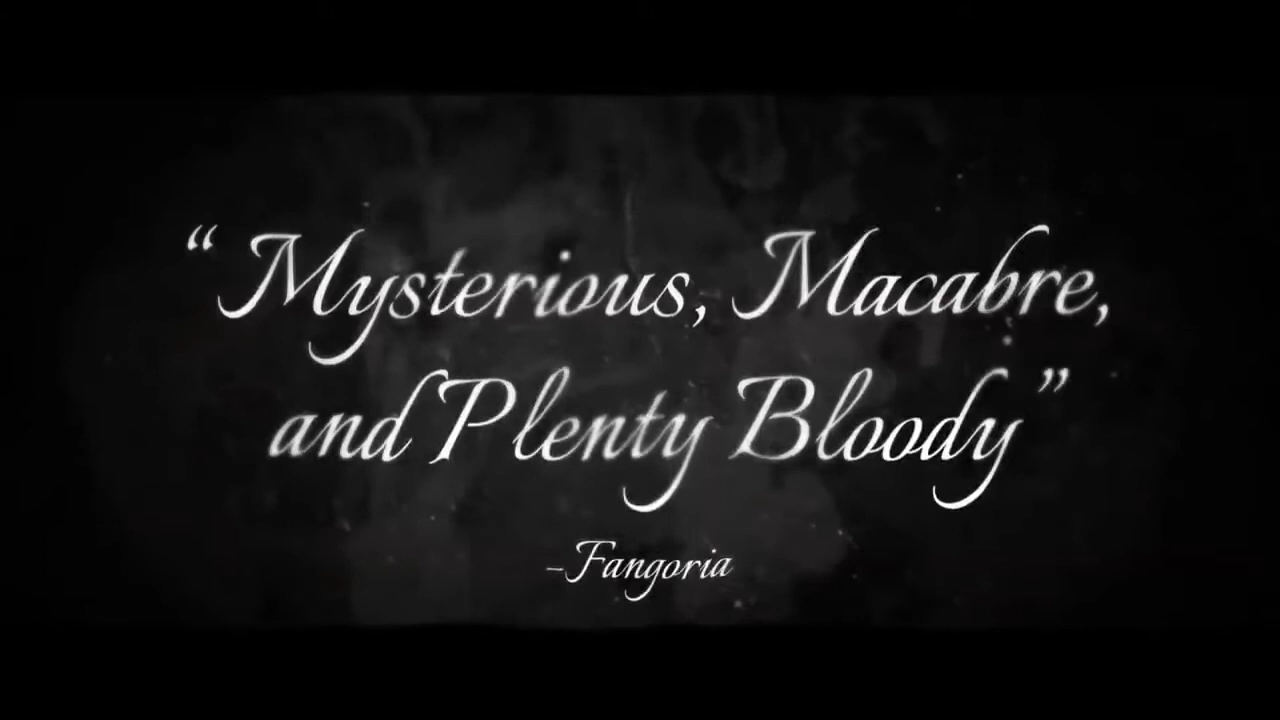 “ Mysterious, Macabre,
and Plenty Bloody ”
–Fangoria